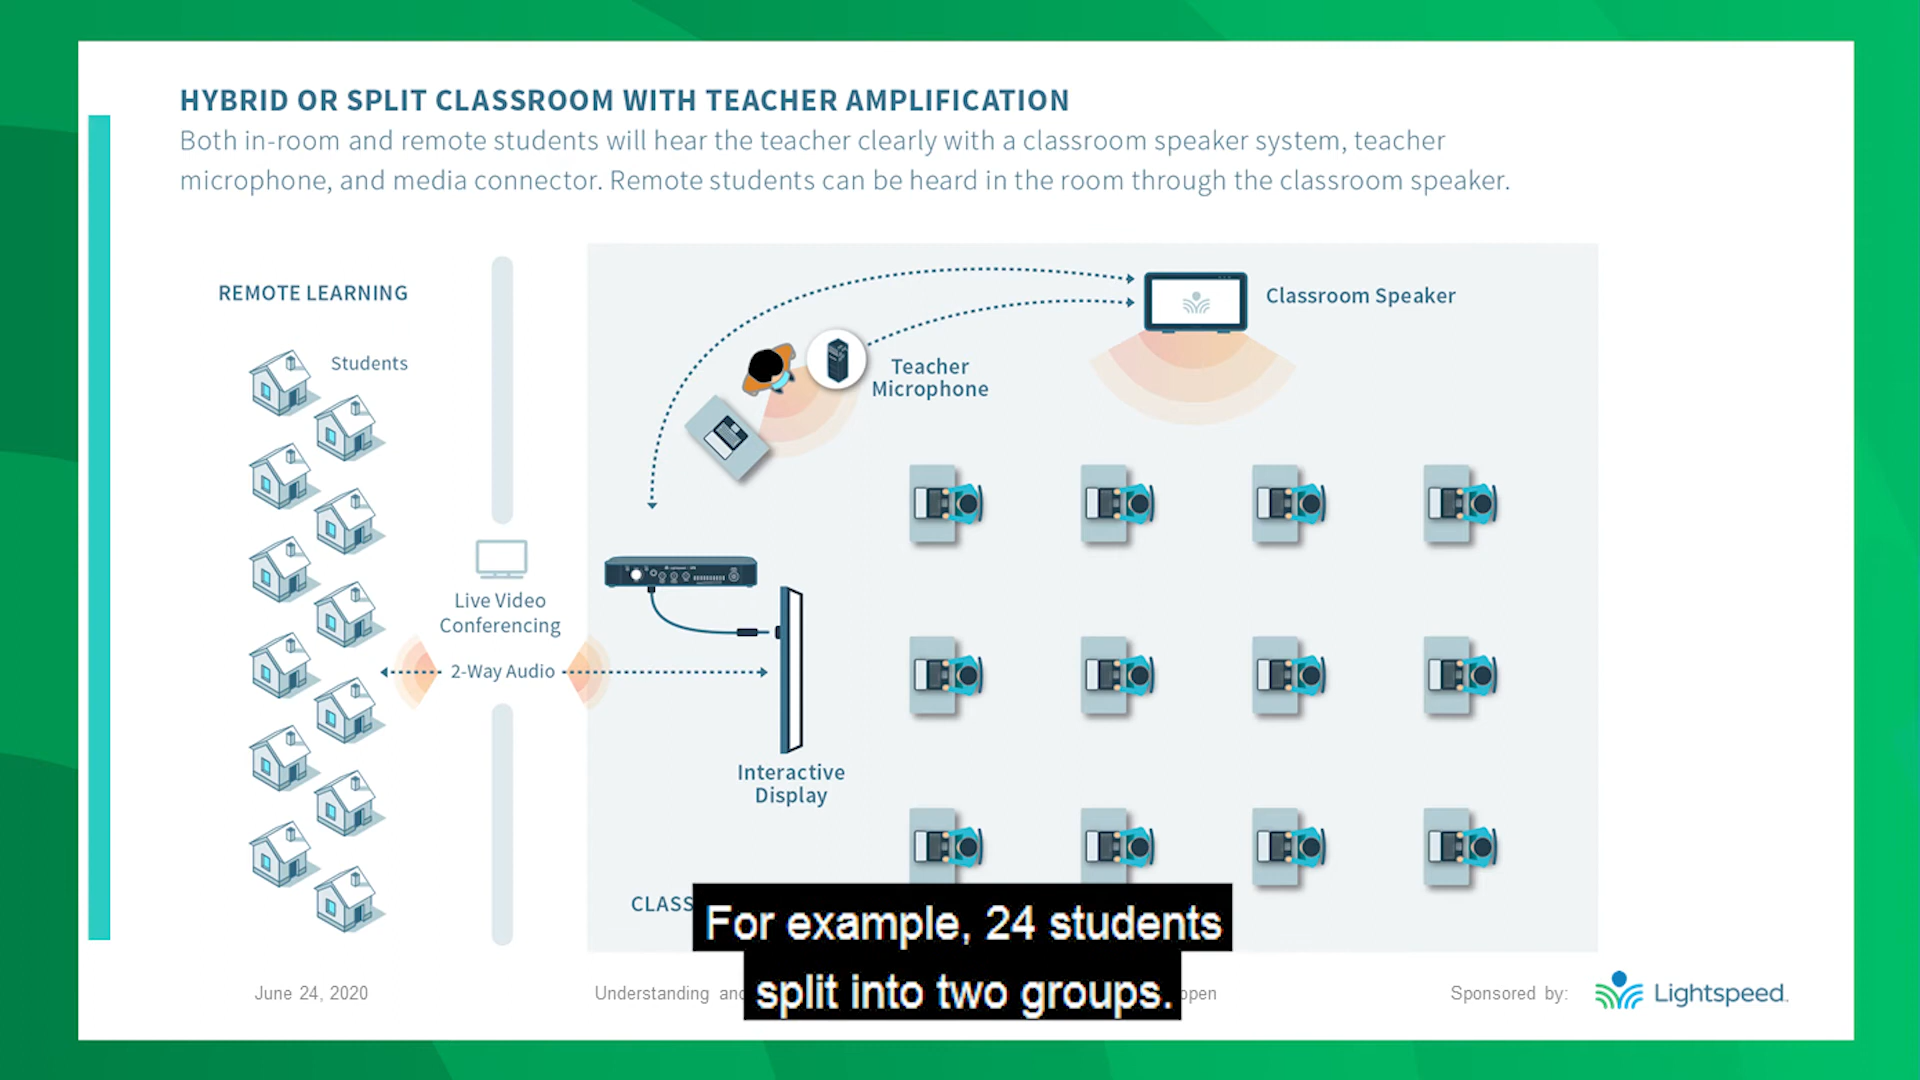 HYBRID OR SPLIT CLASSROOM WITH TEACHER AMPLIFICATION
Both in-room and remote students will hear the teacher clearly with a classroom speaker system, teacher
microphone, and media connector. Remote students can be heard in the room through the classroom speaker.
REMOTE LEARNING
Students
Classroom Speaker
Teacher
Microphone
Live Video
Conferencing
2-Way Audio
Interactive
Display
For example, 24 students
split into two groups.
June 24, 2020
Understanding
Sponsored by:
Lightspeed